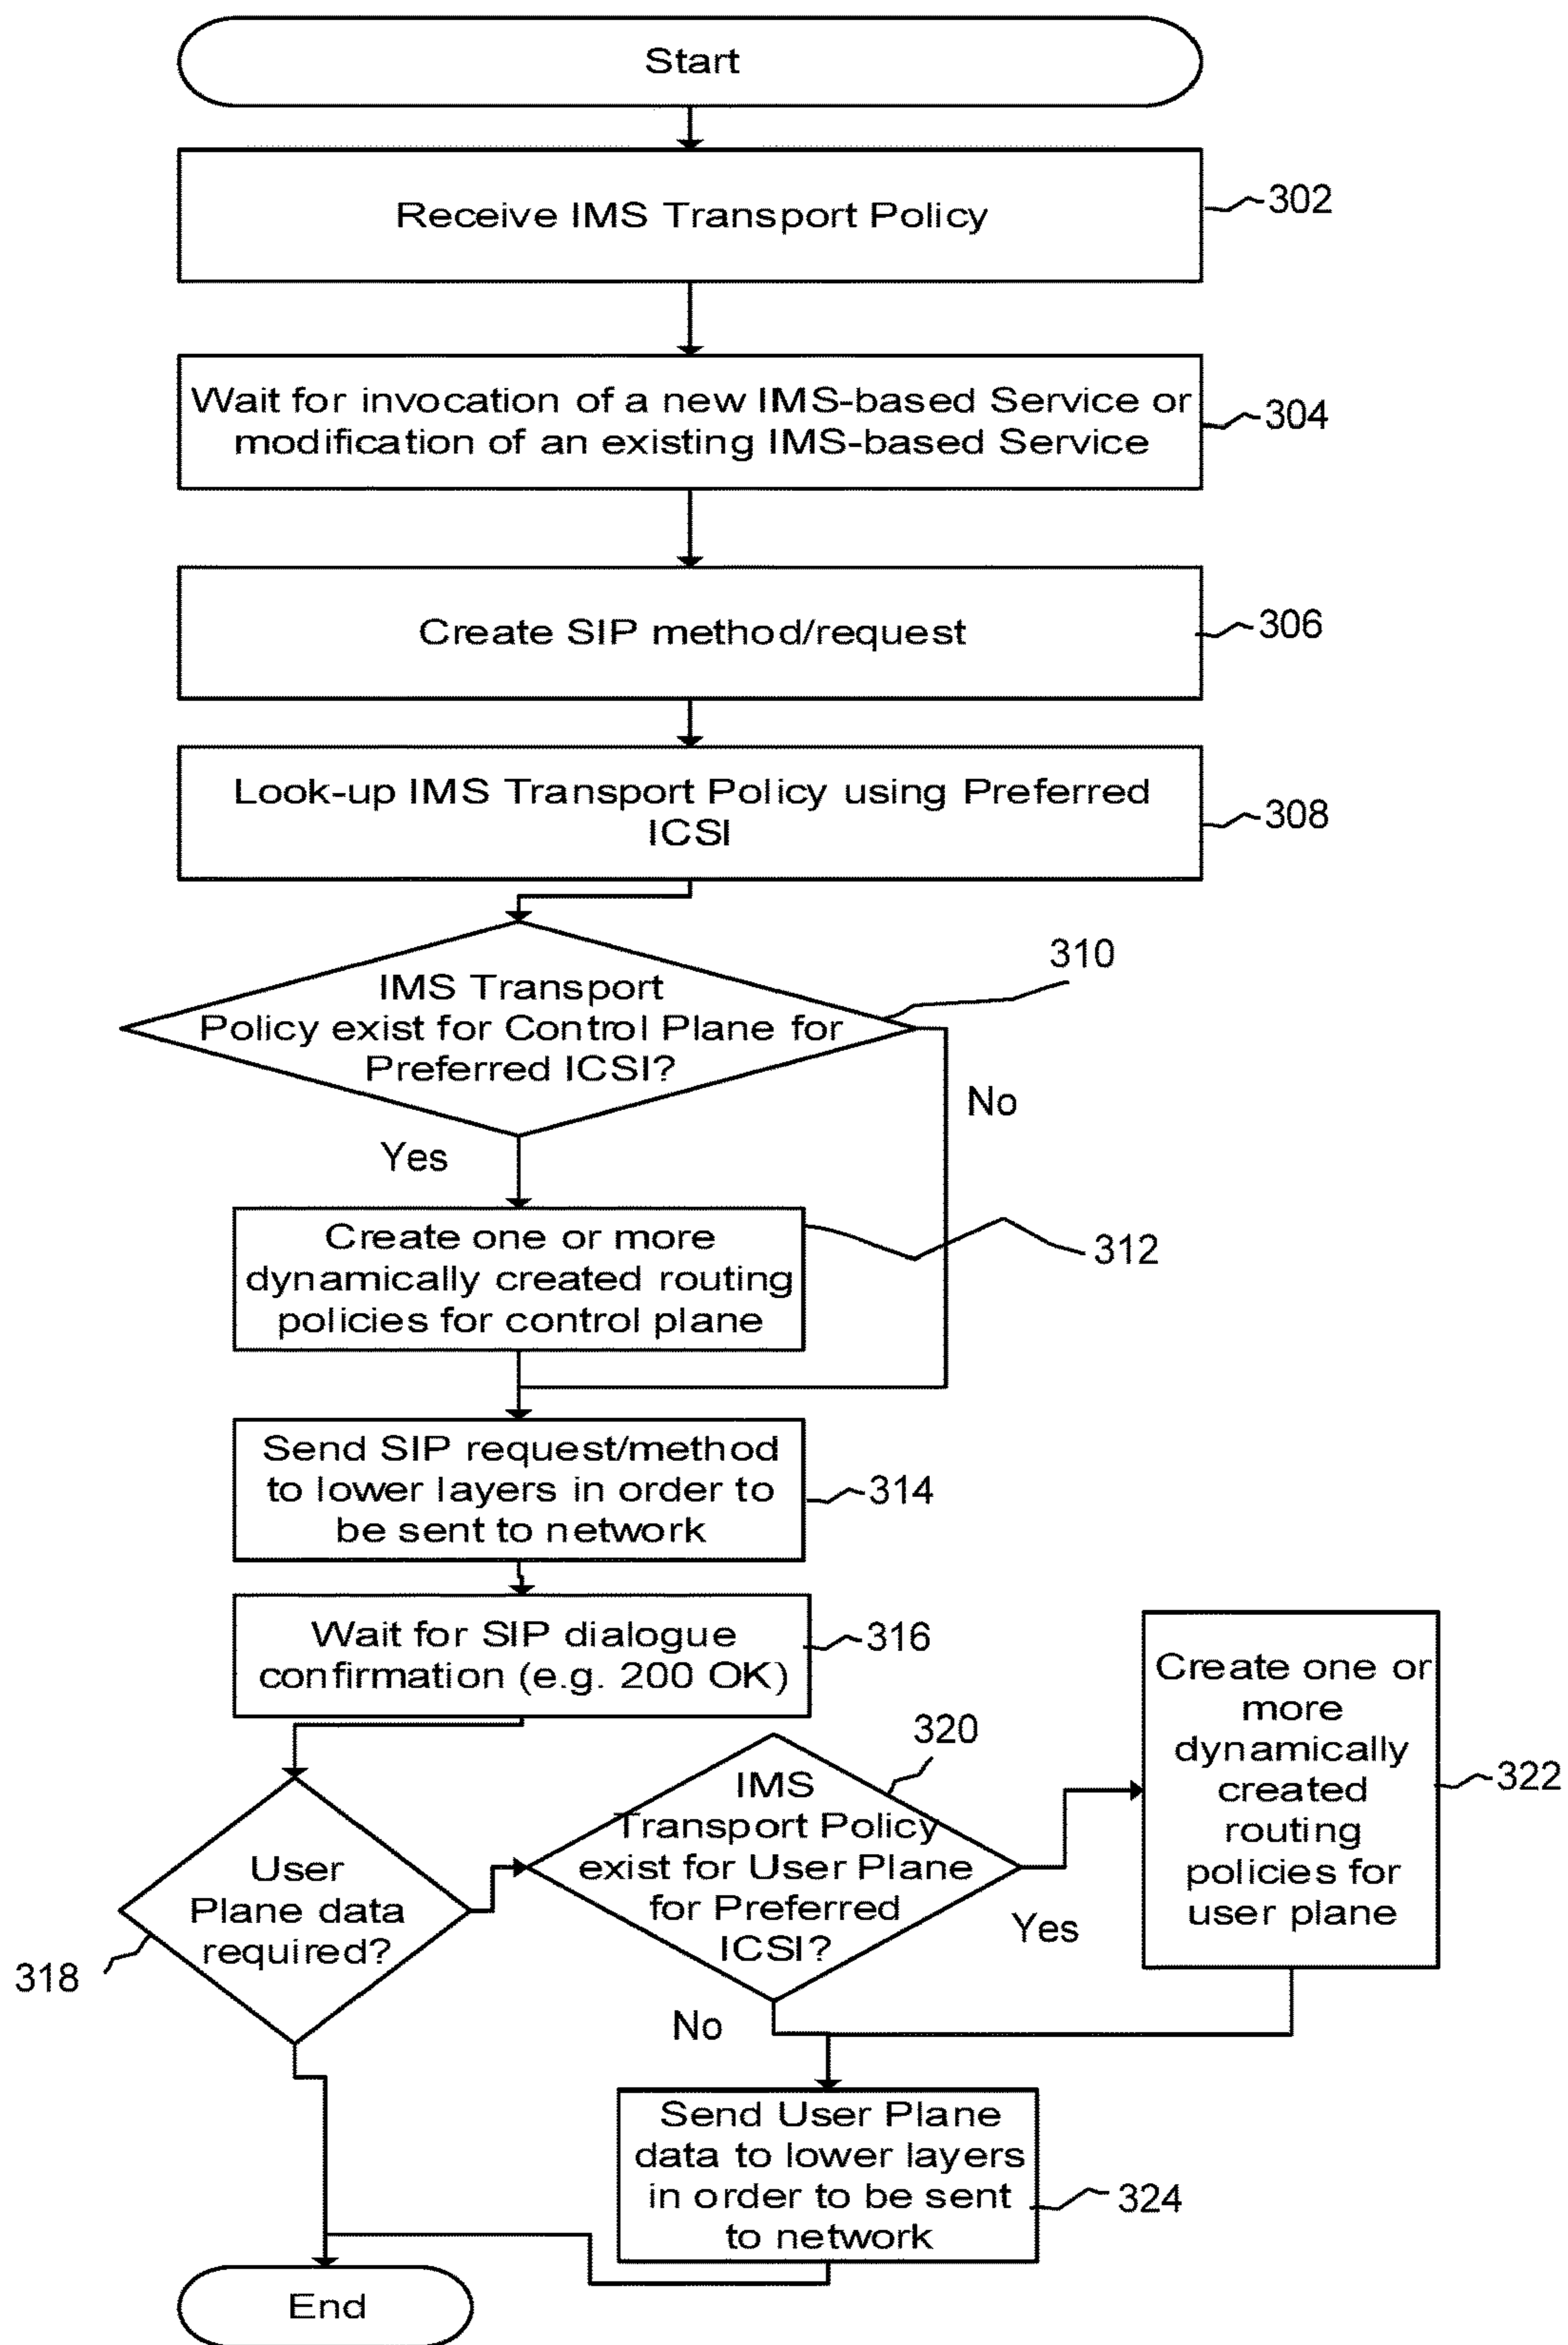 Start
Receive IMS Transport Policy
302
Wait for invocation of a new IMS-based Service or
modification of an existing IMS-based Service
304
Create SIP method/request
306
Look-up IMS Transport Policy using Preferred
ICSI
308
IMS Transport
Policy exist for Control Plane for
Preferred ICSI?
310
No
Yes
Create one or more
dynamically created routing
policies for control plane
312
Send SIP request/method
to lower layers in order to
be sent to network
314
Wait for SIP dialogue
confirmation (e.g. 200 OK)
316
User
Plane data
required?
318
IMS
Transport Policy
exist for User Plane
for Preferred
ICSI?
320
Yes
No
Create one or
more
dynamically
created
routing
policies for
user plane
322
Send User Plane
data to lower layers
in order to be sent
to network
324
End